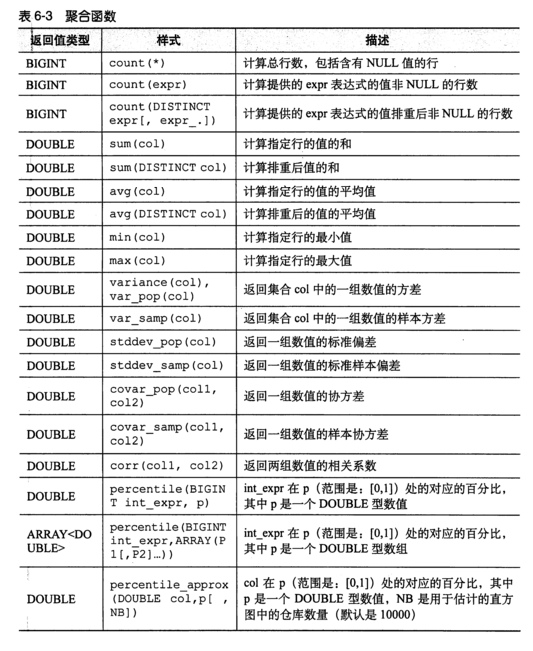 表 6-3 聚合函数
返回值类型 样式 描述
BIGINT count(*) 计算总行数，包括含有 NULL 值的行
BIGINT count(expr) 计算提供的 expr 表达式的值非 NULL 的行数
BIGINT count(DISTINCT
expr[, expr_.]) 计算提供的 expr 表达式的值排重后非 NULL 的行数
DOUBLE sum(col) 计算指定行的值的和
DOUBLE sum(DISTINCT col) 计算排重后值的和
DOUBLE avg(col) 计算指定行的值的平均值
DOUBLE avg(DISTINCT col) 计算排重后的值的平均值
DOUBLE min(col) 计算指定行的最小值
DOUBLE max(col) 计算指定行的最大值
DOUBLE variance(col),
var_pop(col) 返回集合 col 中的一组数值的方差
DOUBLE var_samp(col) 返回集合 col 中的一组数值的样本方差
DOUBLE stddev_pop(col) 返回一组数值的标准偏差
DOUBLE stddev_samp(col) 返回一组数值的标准样本偏差
DOUBLE covar_pop(col1,
col2) 返回一组数值的协方差
DOUBLE covar_samp(col1,
col2) 返回一组数值的样本协方差
DOUBLE corr(col1, col2) 返回两组数值的相关系数
DOUBLE percentile(BIGIN
T int_expr, p) int_expr 在 p（范围是：[0,1]）处的对应的百分比，
其中 p 是一个 DOUBLE 型数值
ARRAY<DO
UBLE> percentile(BIGINT
int_expr,ARRAY(P
1[,P2]…)) int_expr 在 p（范围是：[0,1]）处的对应的百分比，
其中 p 是一个 DOUBLE 型数组
DOUBLE percentile_approx
(DOUBLE col,p[ ,
NB]) col 在 p（范围是：[0,1]）处的对应的百分比，其中
p 是一个 DOUBLE 型数值，NB 是用于估计的直方
图中的仓库数量（默认是 10000）